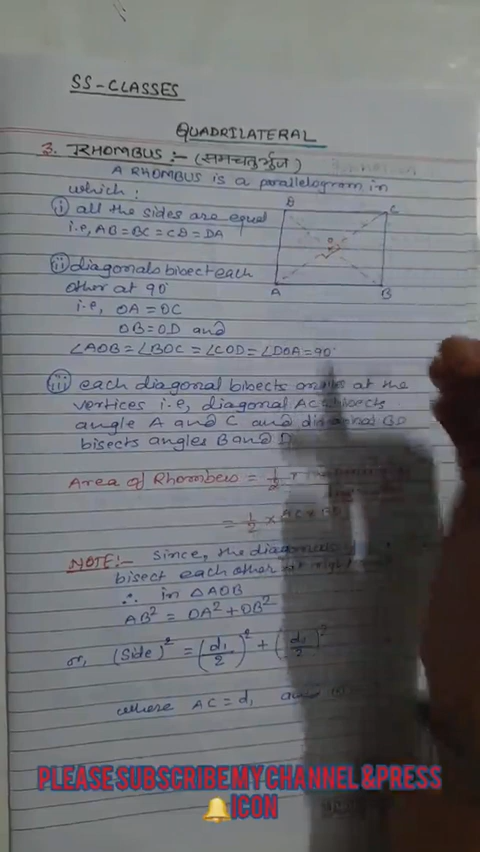 SS-CLASSES
QUADRILATERAL
3. RHOMBUS :- (समचतुर्भुज)
A RHOMBUS is a parallelogram in
which :
(i) all the sides are equal
i.e, AB = BC = CD = DA
(ii) diagonals bisect each
other at 90°
i.e, OA = OC
OB = OD and
∠AOB = ∠BOC = ∠COD = ∠DOA = 90°
D
C
O
A
B
(iii) each diagonal bisects angles at the
vertices i.e, diagonal AC bisects
angle A and C and diagonal BD
bisects angles B and D
Area of Rhombus = 1/2 ×
= 1/2 × AC × BD
NOTE:- Since, the diagonals
bisect each other at right
∴ in △AOB
AB² = OA² + OB²
or, (Side)² = (d₁/2)² + (d₂/2)²
where AC = d₁ and
PLEASE SUBSCRIBE MY CHANNEL & PRESS
🔔 ICON